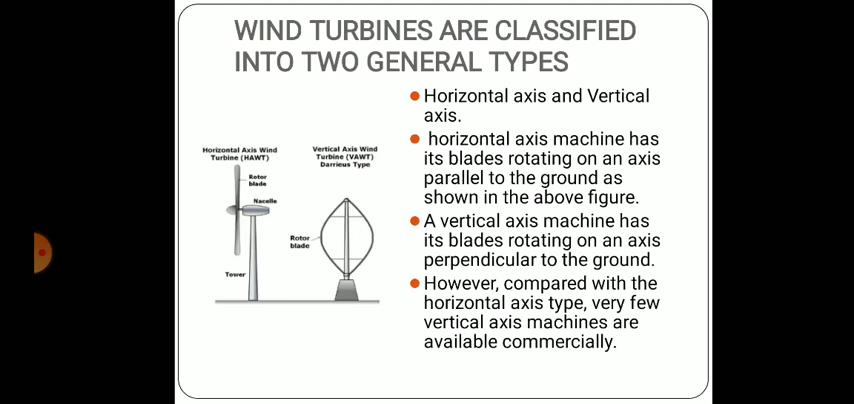 WIND TURBINES ARE CLASSIFIED
INTO TWO GENERAL TYPES
Horizontal Axis Wind
Turbine (HAWT)
Rotor
blade
Nacelle
Tower
Vertical Axis Wind
Turbine (VAWT)
Darrieus Type
Rotor
blade
Horizontal axis and Vertical
axis.
horizontal axis machine has
its blades rotating on an axis
parallel to the ground as
shown in the above figure.
A vertical axis machine has
its blades rotating on an axis
perpendicular to the ground.
However, compared with the
horizontal axis type, very few
vertical axis machines are
available commercially.